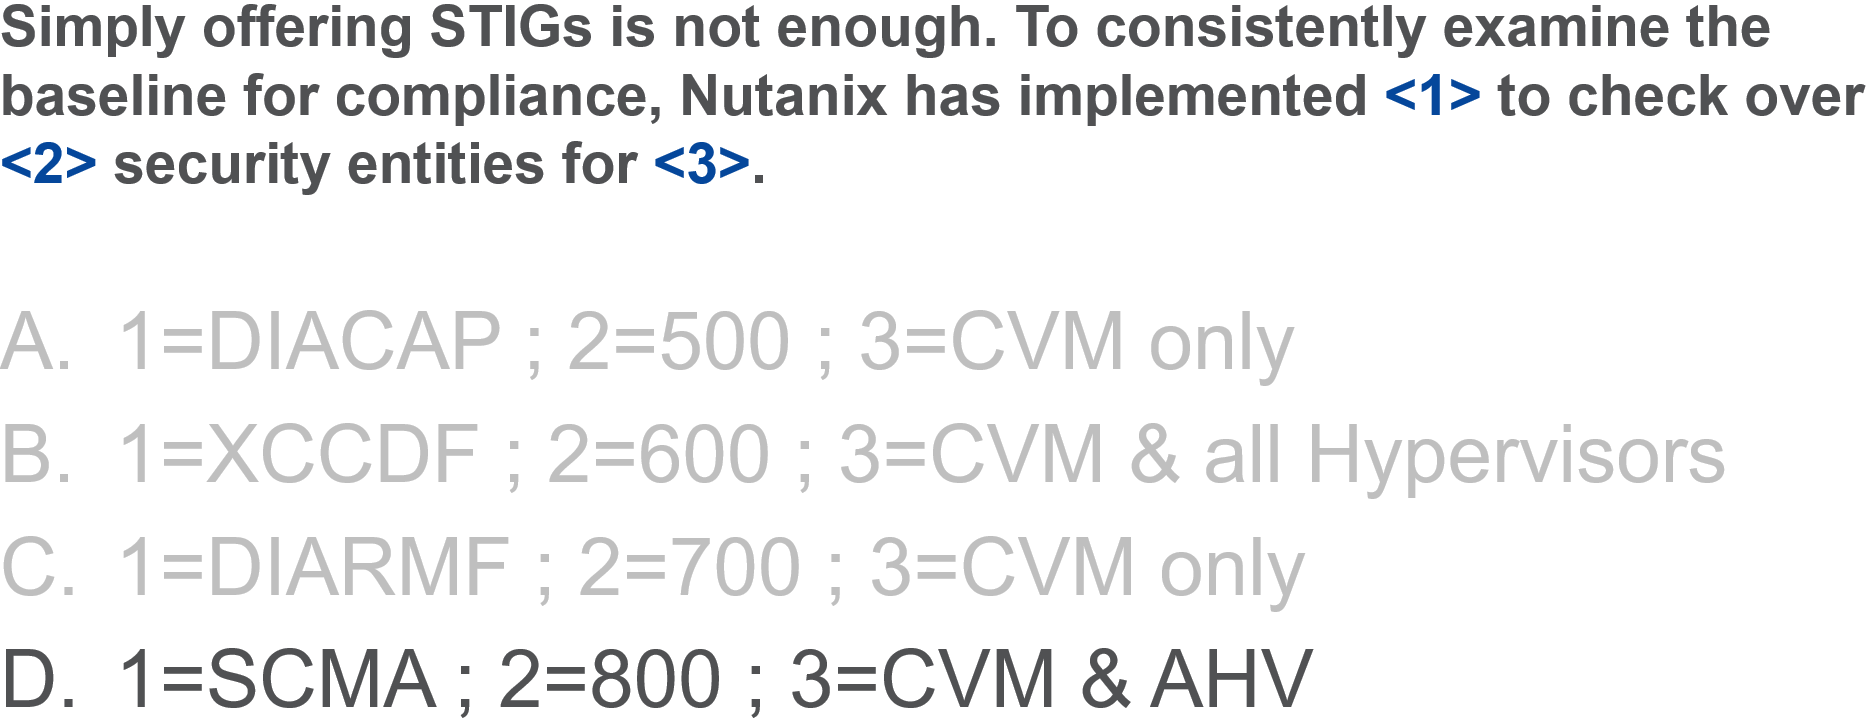 Simply offering STIGs is not enough. To consistently examine the
baseline for compliance, Nutanix has implemented <1> to check over
<2> security entities for <3>.
A. 1=DIACAP ; 2=500 ; 3=CVM only
B. 1=XCCDF ; 2=600 ; 3=CVM & all Hypervisors
C. 1=DIARMF ; 2=700 ; 3=CVM only
D. 1=SCMA ; 2=800 ; 3=CVM & AHV